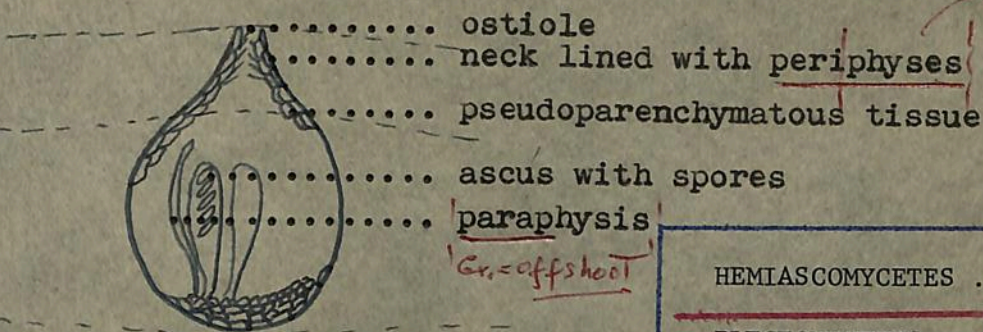 ostiole
neck lined with periphyses
pseudoparenchymatous tissue
ascus with spores
paraphysis
Gr.=offshoot
HEMIASCOMYCETES .